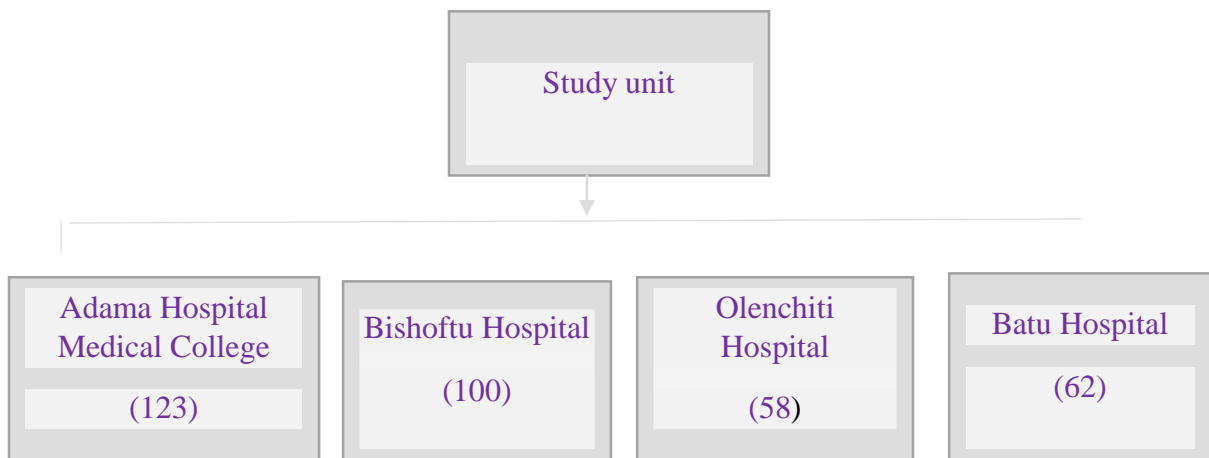 Study unit
Adama Hospital
Medical College
(123)
Bishoftu Hospital
(100)
Olenchiti
Hospital
(58)
Batu Hospital
(62)